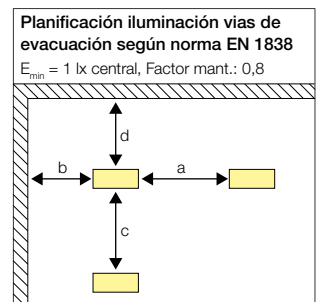 Planificación iluminación vias de
evacuación según norma EN 1838
Emin = 1 lx central, Factor mant.: 0,8
d
b
a
c